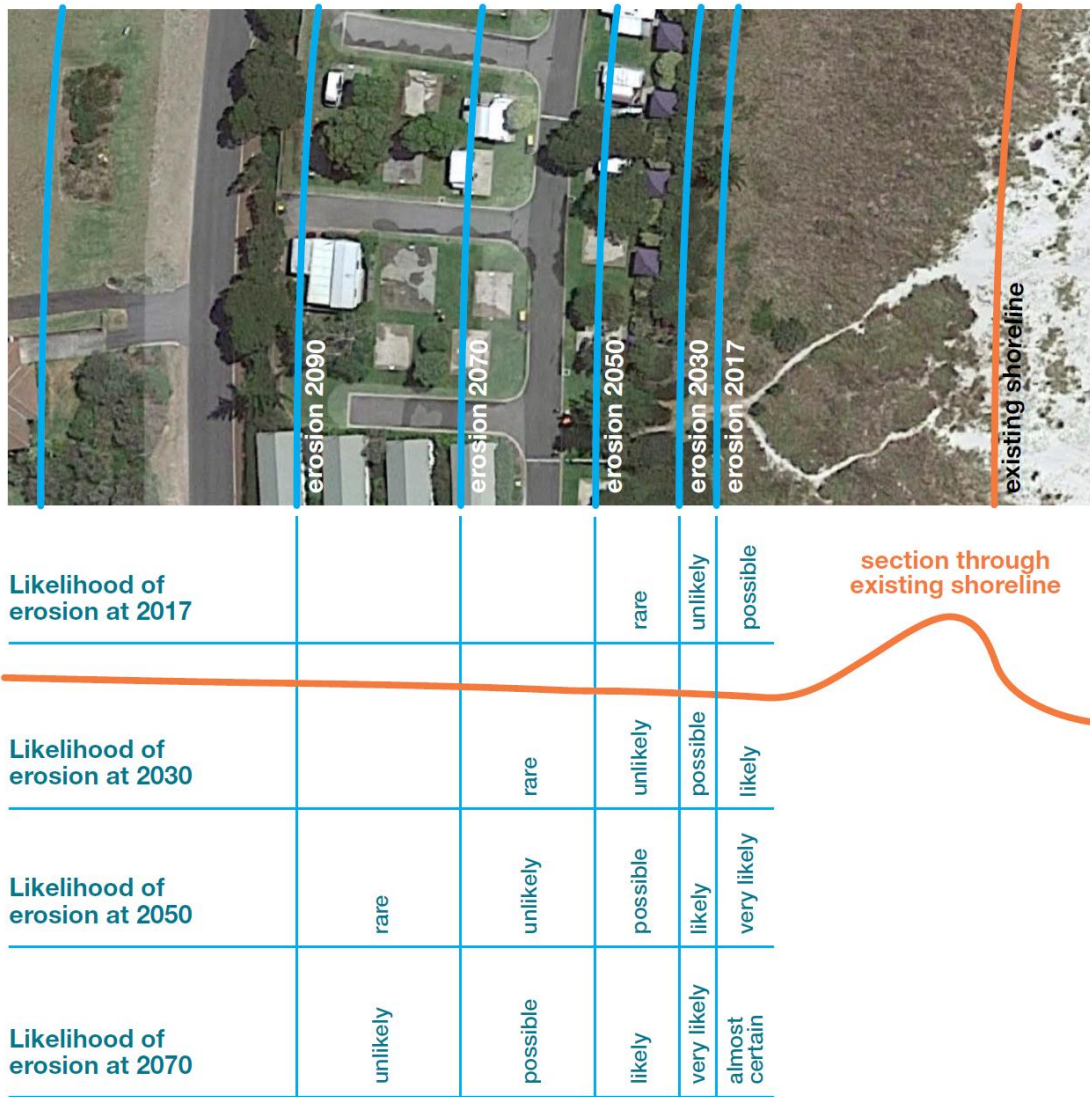 erosion 2090
erosion 2070
erosion 2050
erosion 2030
erosion 2017
existing shoreline
section through
existing shoreline
Likelihood of
erosion at 2017
rare
unlikely
possible
Likelihood of
erosion at 2030
rare
unlikely
possible
likely
Likelihood of
erosion at 2050
rare
unlikely
possible
likely
very likely
Likelihood of
erosion at 2070
unlikely
possible
likely
very likely
almost
certain